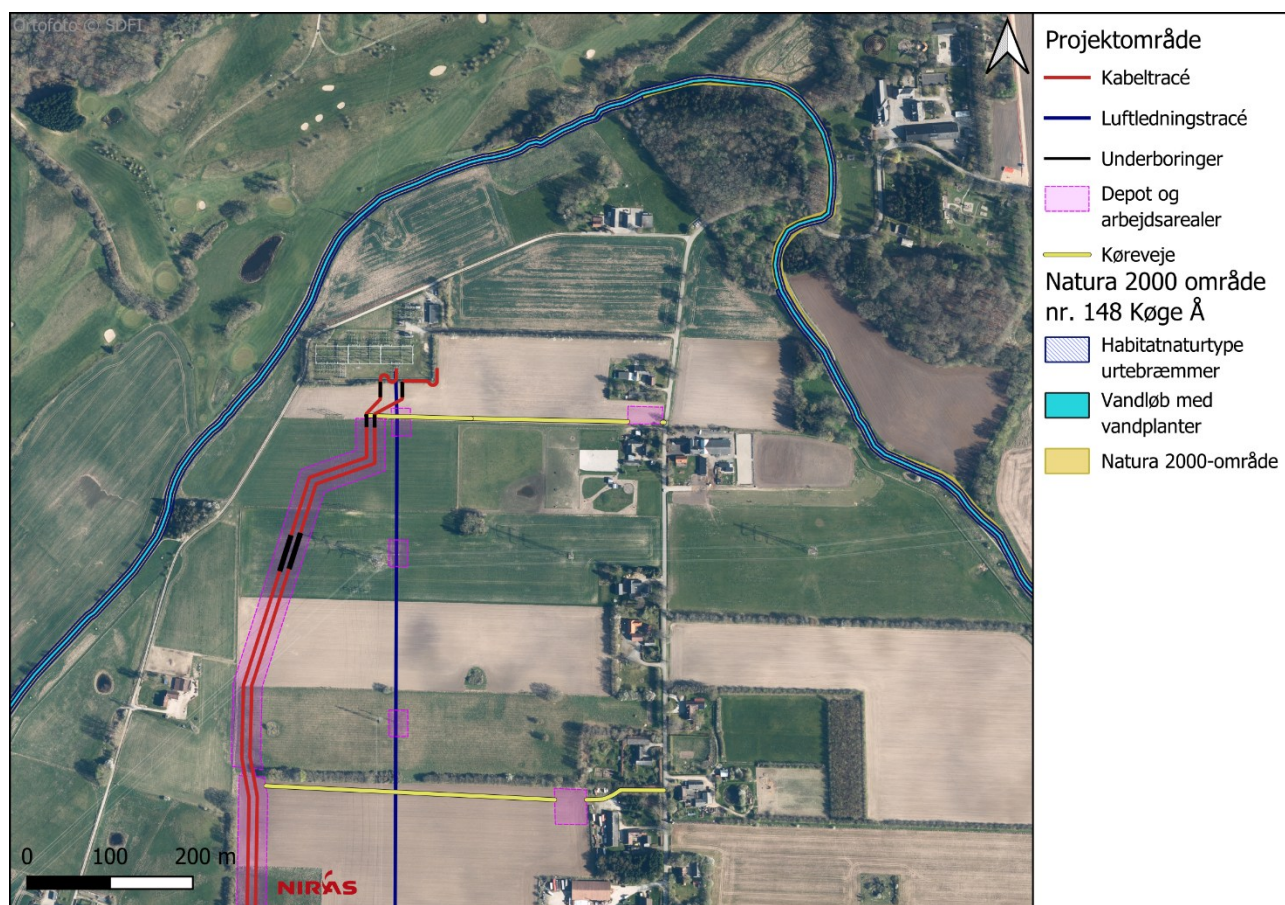 Ortofoto © SDFI
Projektområde
Kabeltracé
Luftledningstracé
Underboringer
Depot og
arbejdsarealer
Køreveje
Natura 2000 område
nr. 148 Køge Å
Habitatnaturtype
urtebræmmer
Vandløb med
vandplanter
Natura 2000-område
0 100 200 m
NIRAS